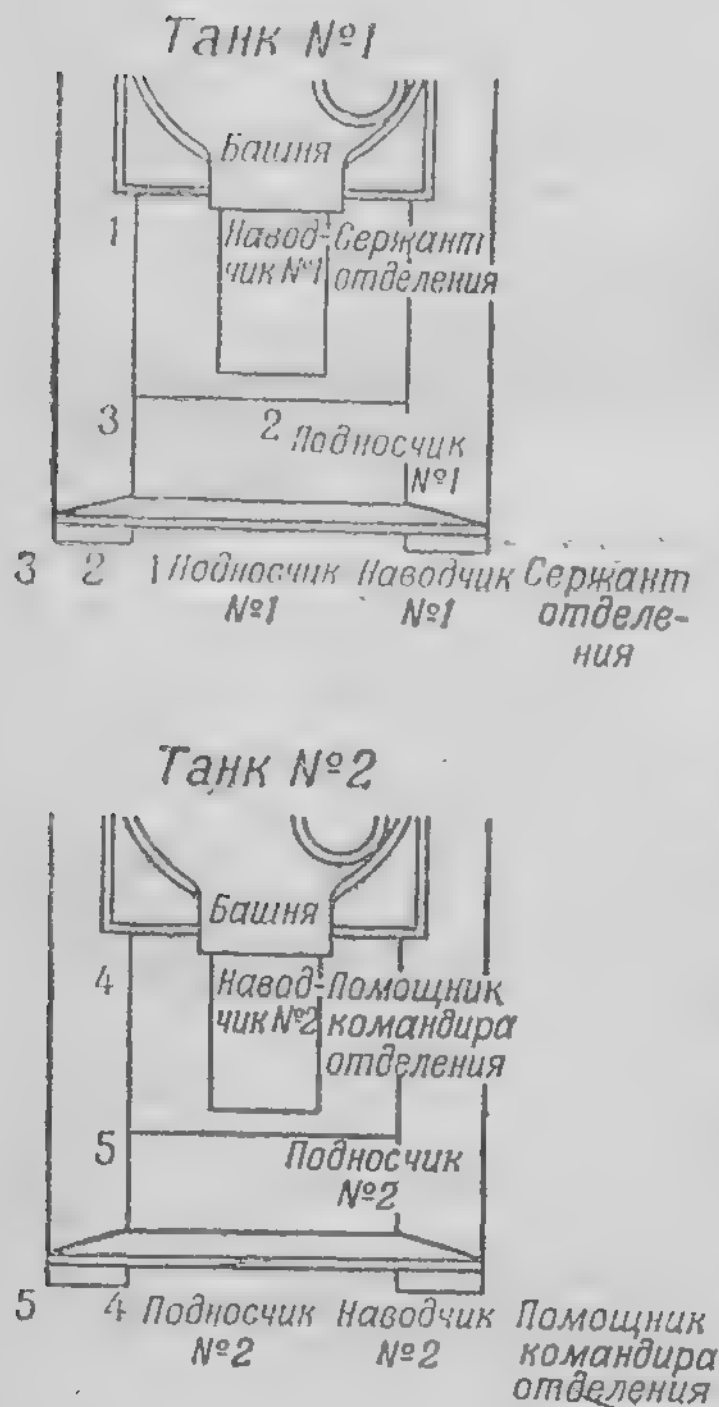 Танк №1
Башня
1 Навод- Сержант
чик №1 отделения
3 2 Подносчик
№1
3 2 1 Подносчик Наводчик Сержант
№1 №1 отделе-
ния
Танк №2
Башня
4 Навод- Помощник
чик №2 командира
отделения
5 Подносчик
№2
5 4 Подносчик Наводчик Помощник
№2 №2 командира
отделения